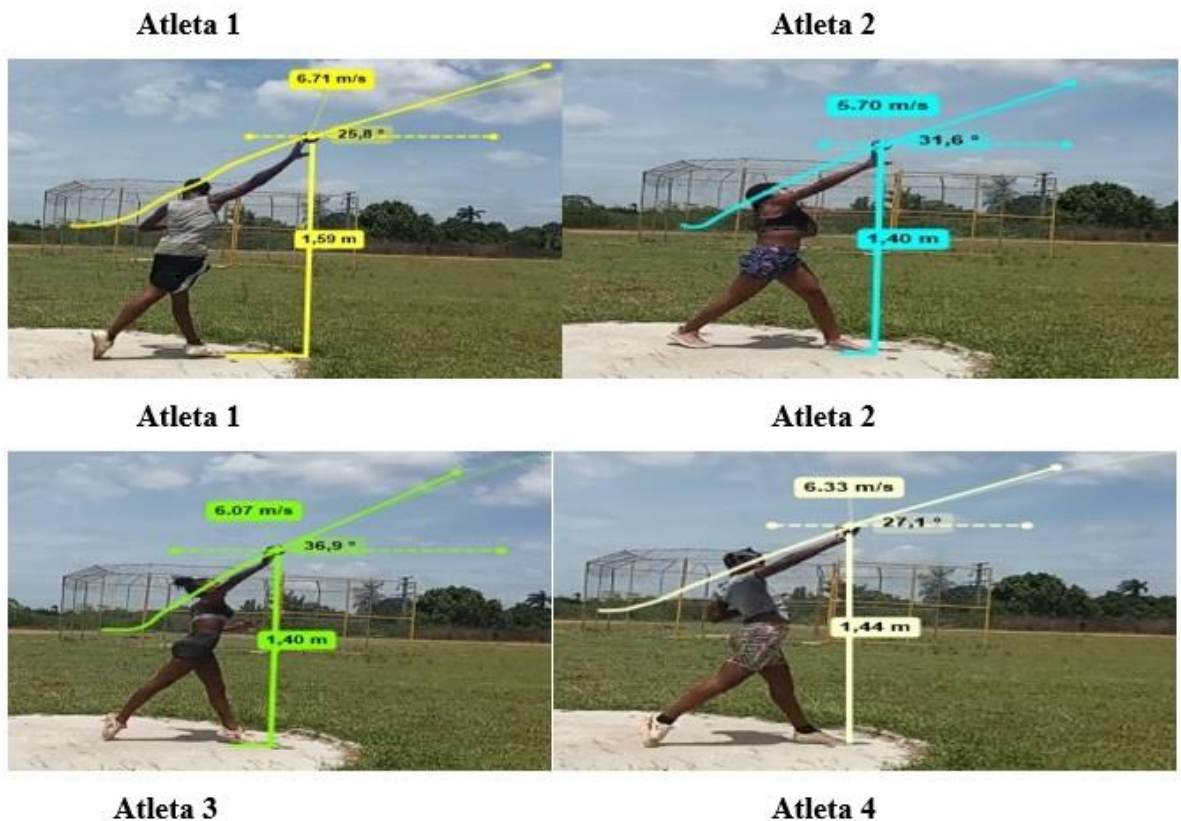 Atleta 1
Atleta 2
6.71 m/s
25,8 °
1,59 m
5.70 m/s
31,6 °
1,40 m
Atleta 1
Atleta 2
6.07 m/s
36,9 °
1,40 m
6.33 m/s
27,1 °
1,44 m
Atleta 3
Atleta 4